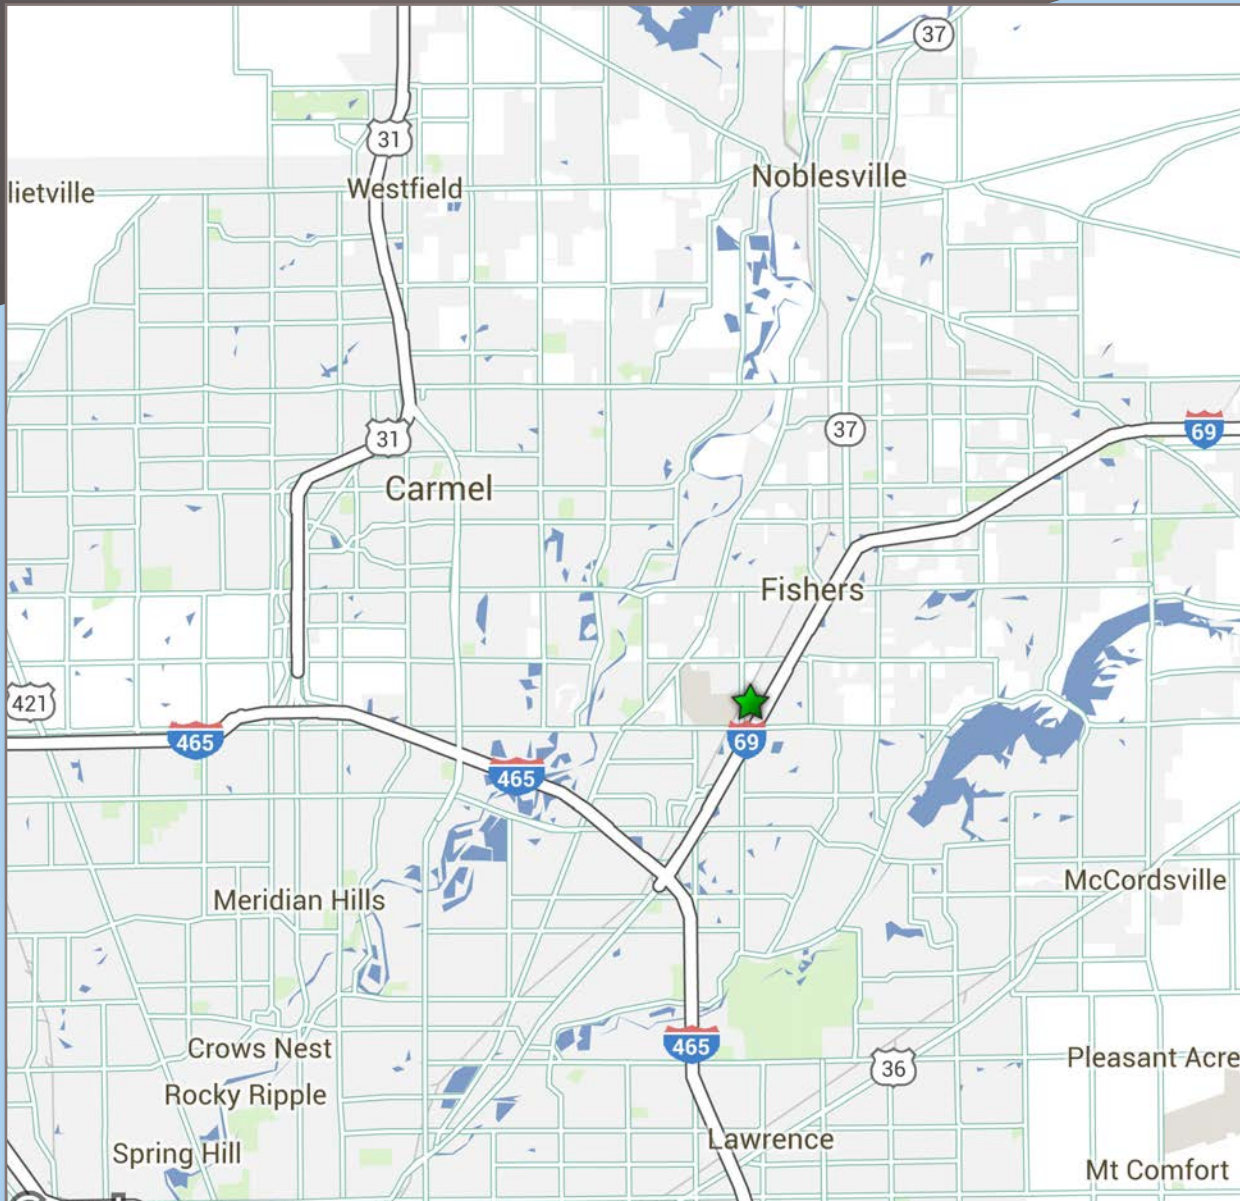 37
31
lietville
Westfield
Noblesville
31
37
69
Carmel
Fishers
421
465
69
465
Meridian Hills
McCordsville
Crows Nest
465
36
Pleasant Acre
Rocky Ripple
Lawrence
Spring Hill
Mt Comfort